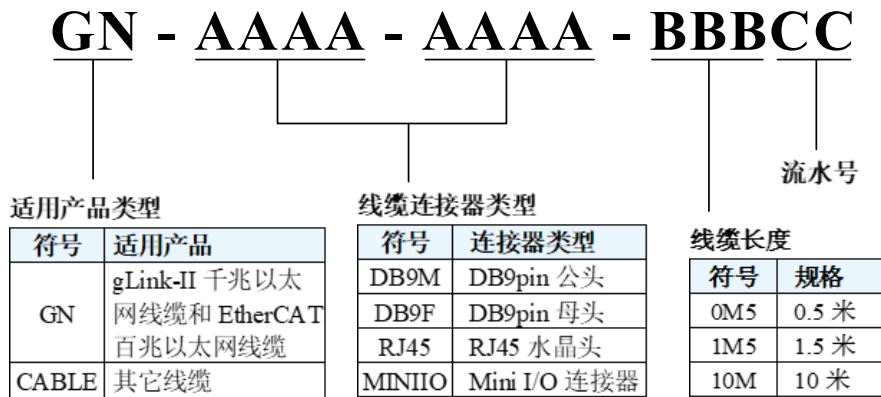 GN - AAAA - AAAA - BBBCC
流水号
适用产品类型
符号 适用产品
GN gLink-II 千兆以太
网线缆和 EtherCAT
百兆以太网线缆
CABLE 其它线缆
线缆连接器类型
符号 连接器类型
DB9M DB9pin 公头
DB9F DB9pin 母头
RJ45 RJ45 水晶头
MINIIO Mini I/O 连接器
线缆长度
符号 规格
0M5 0.5 米
1M5 1.5 米
10M 10 米